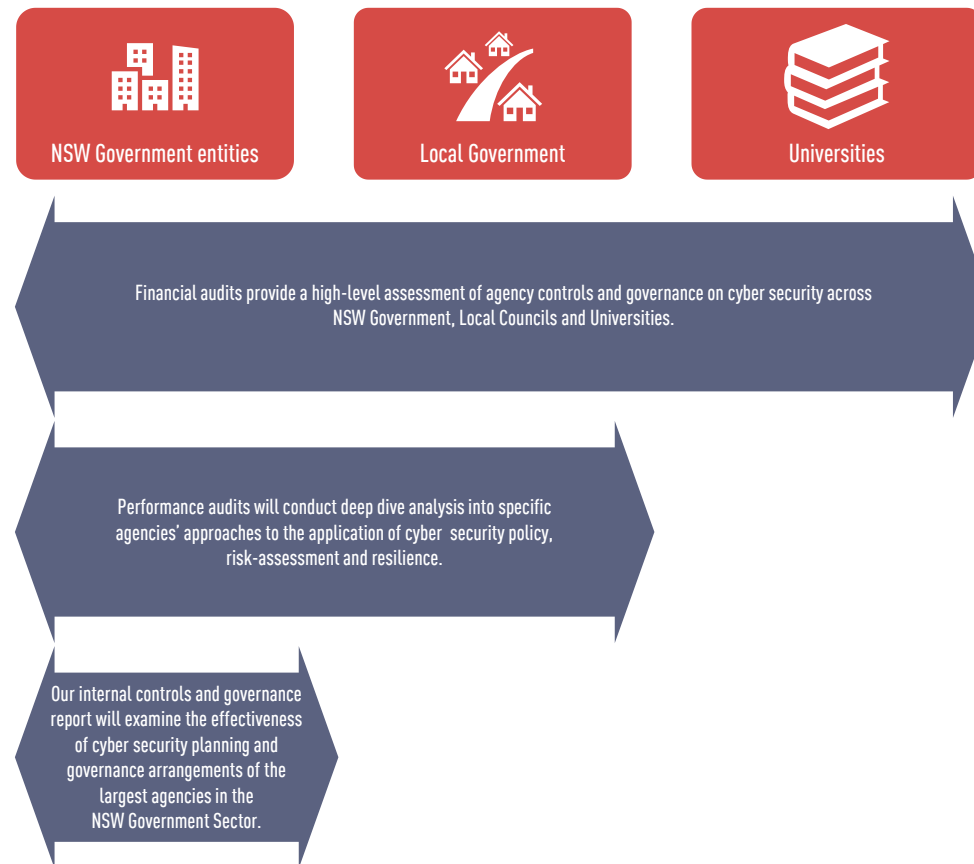 NSW Government entities
Local Government
Universities
Financial audits provide a high-level assessment of agency controls and governance on cyber security across
NSW Government, Local Councils and Universities.
Performance audits will conduct deep dive analysis into specific
agencies’ approaches to the application of cyber security policy,
risk-assessment and resilience.
Our internal controls and governance
report will examine the effectiveness
of cyber security planning and
governance arrangements of the
largest agencies in the
NSW Government Sector.